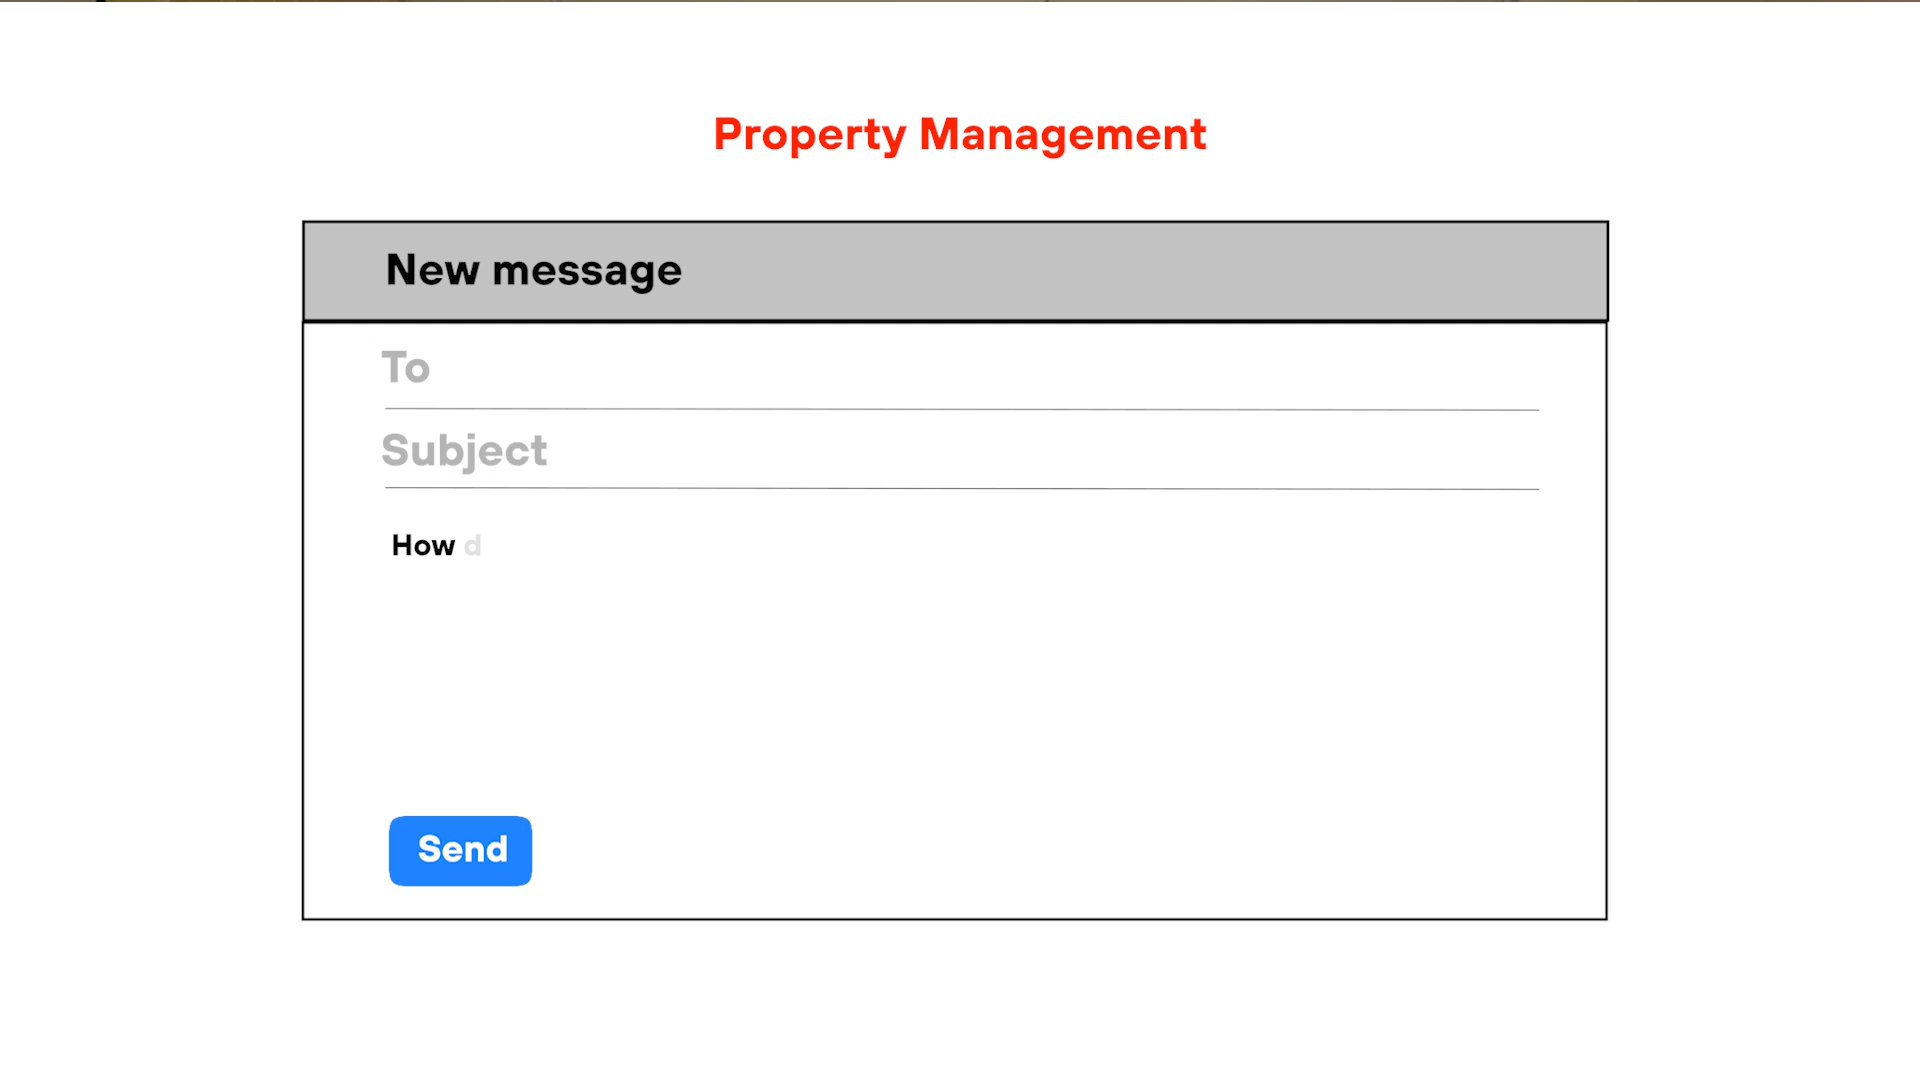 Property Management
New message
To
Subject
How d
Send